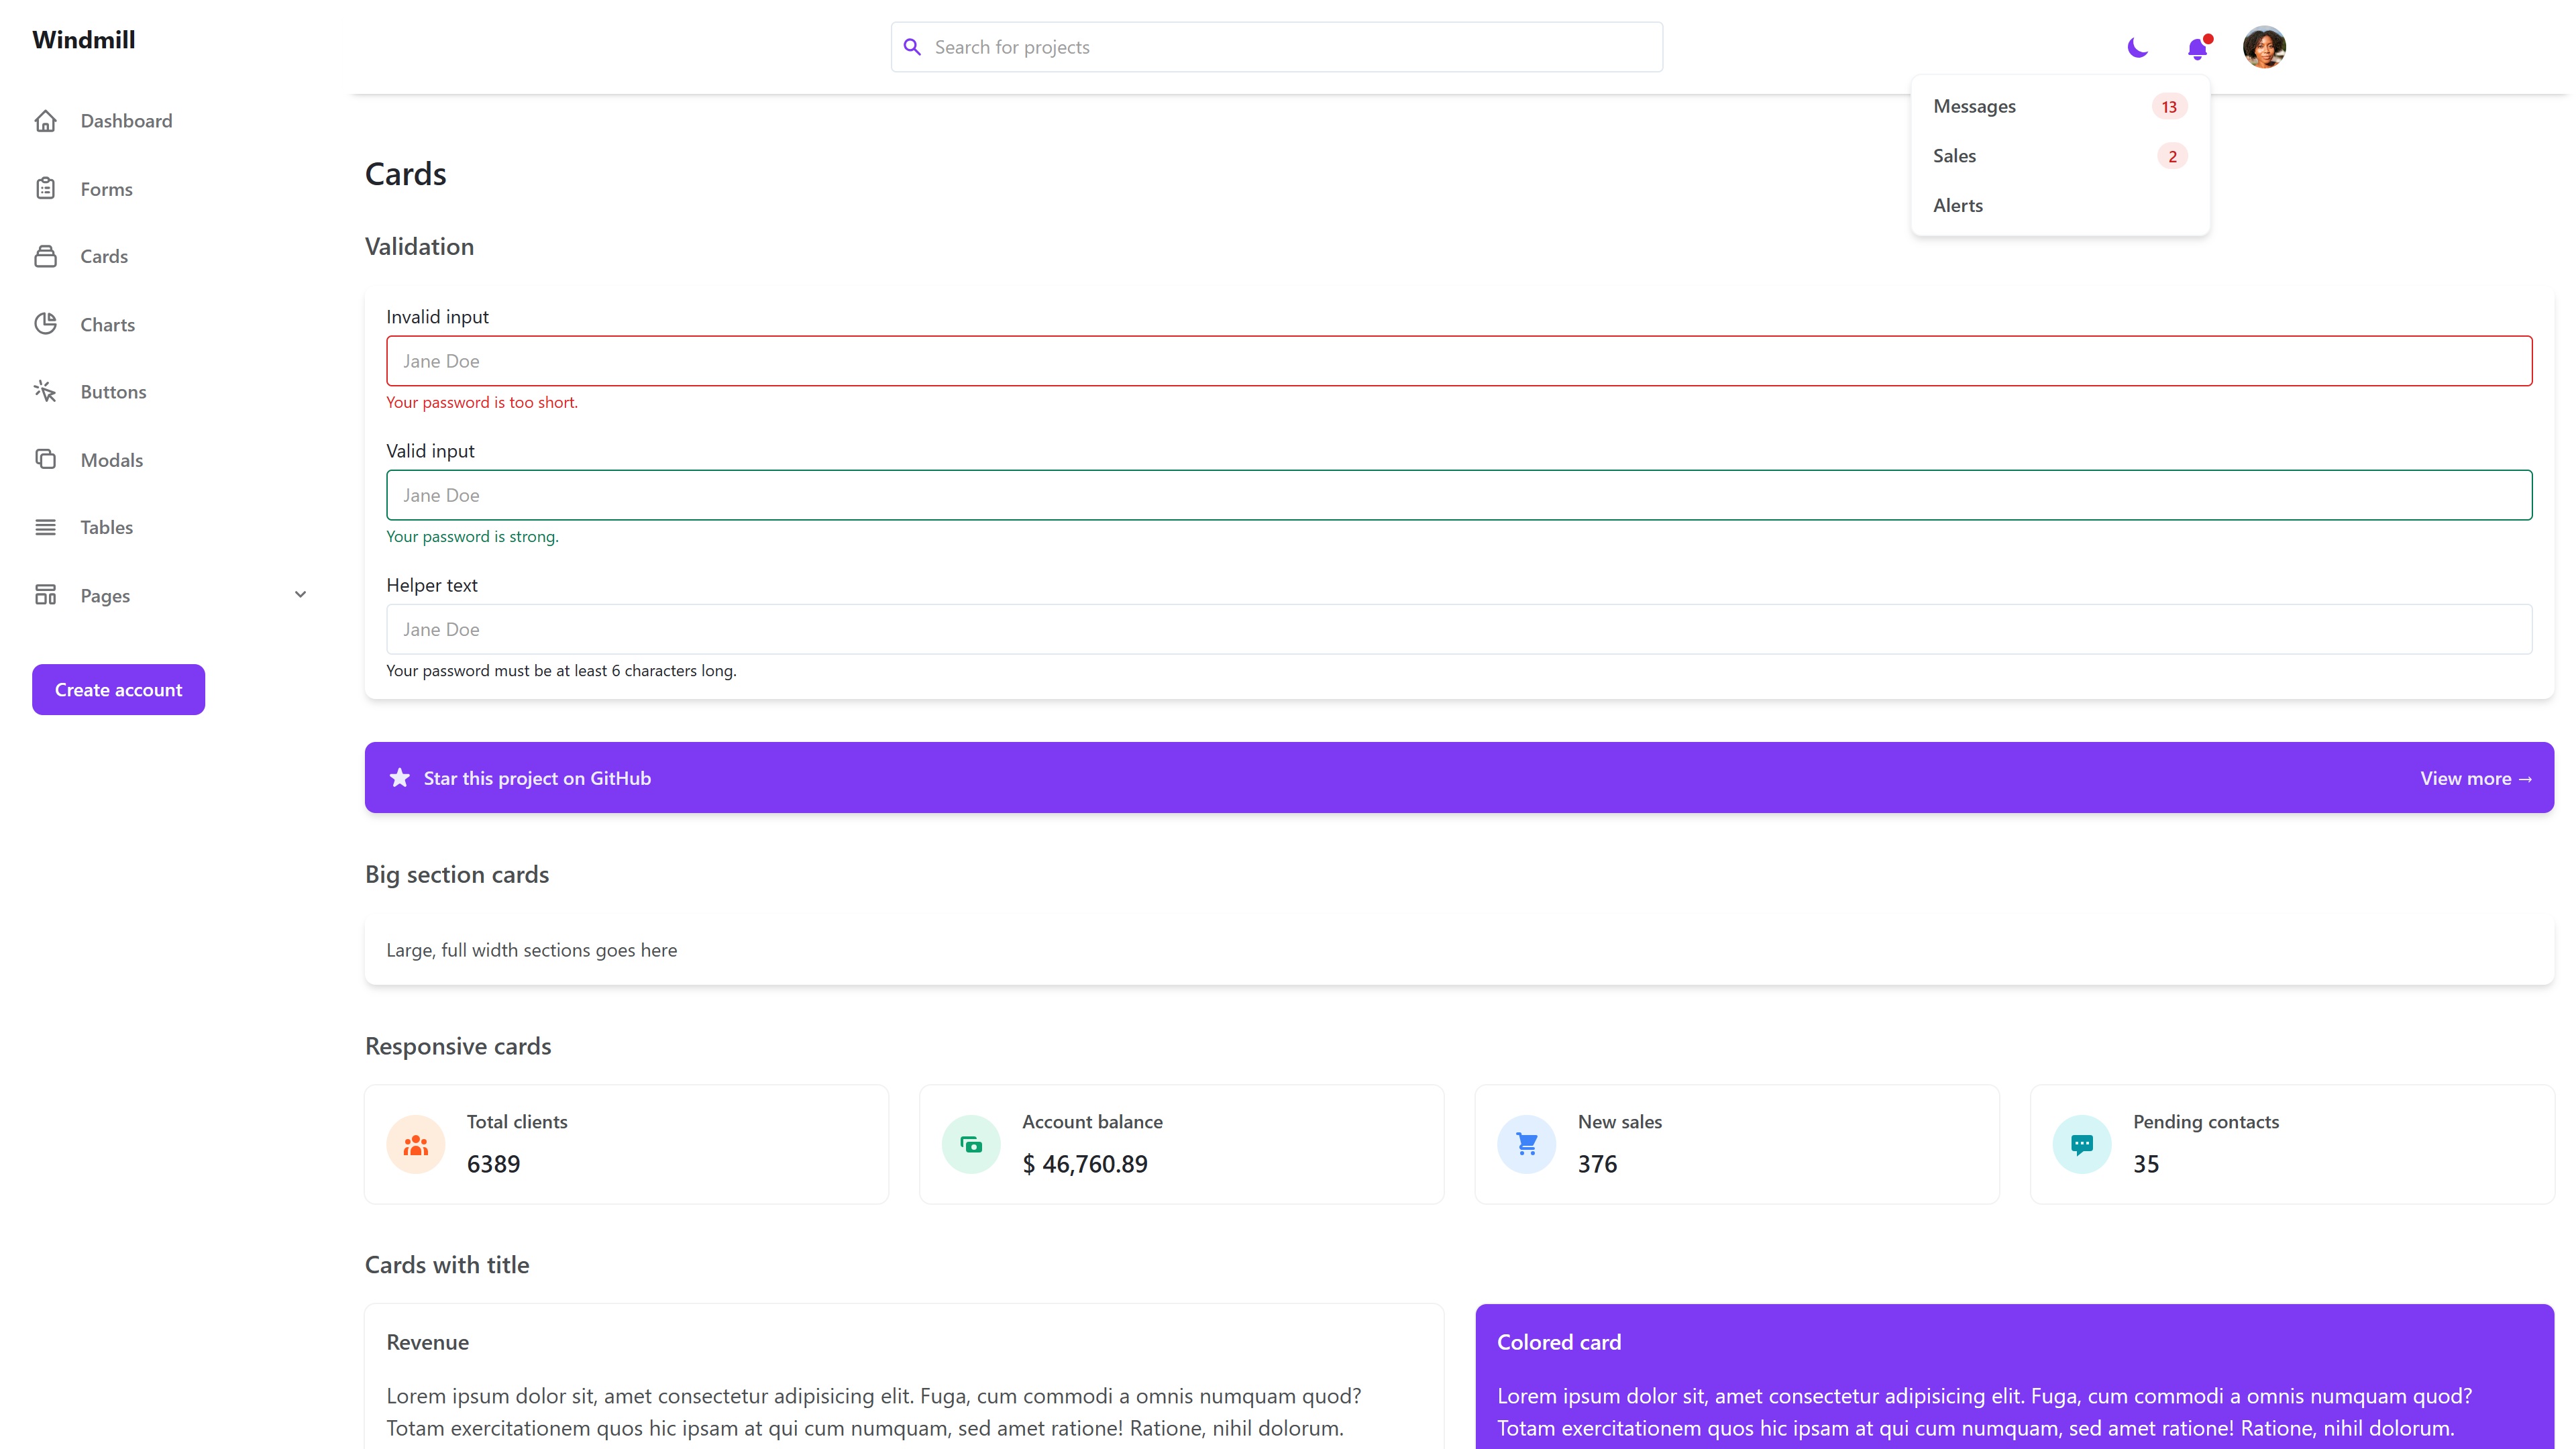 Windmill
Search for projects
Dashboard
Forms
Cards
Charts
Buttons
Modals
Tables
Pages
Create account
Messages 13
Sales 2
Alerts
Cards
Validation
Invalid input
Jane Doe
Your password is too short.
Valid input
Jane Doe
Your password is strong.
Helper text
Jane Doe
Your password must be at least 6 characters long.
Star this project on GitHub
View more →
Big section cards
Large, full width sections goes here
Responsive cards
Total clients
6389
Account balance
$ 46,760.89
New sales
376
Pending contacts
35
Cards with title
Revenue
Lorem ipsum dolor sit, amet consectetur adipisicing elit. Fuga, cum commodi a omnis numquam quod?
Totam exercitationem quos hic ipsam at qui cum numquam, sed amet ratione! Ratione, nihil dolorum.
Colored card
Lorem ipsum dolor sit, amet consectetur adipisicing elit. Fuga, cum commodi a omnis numquam quod?
Totam exercitationem quos hic ipsam at qui cum numquam, sed amet ratione! Ratione, nihil dolorum.